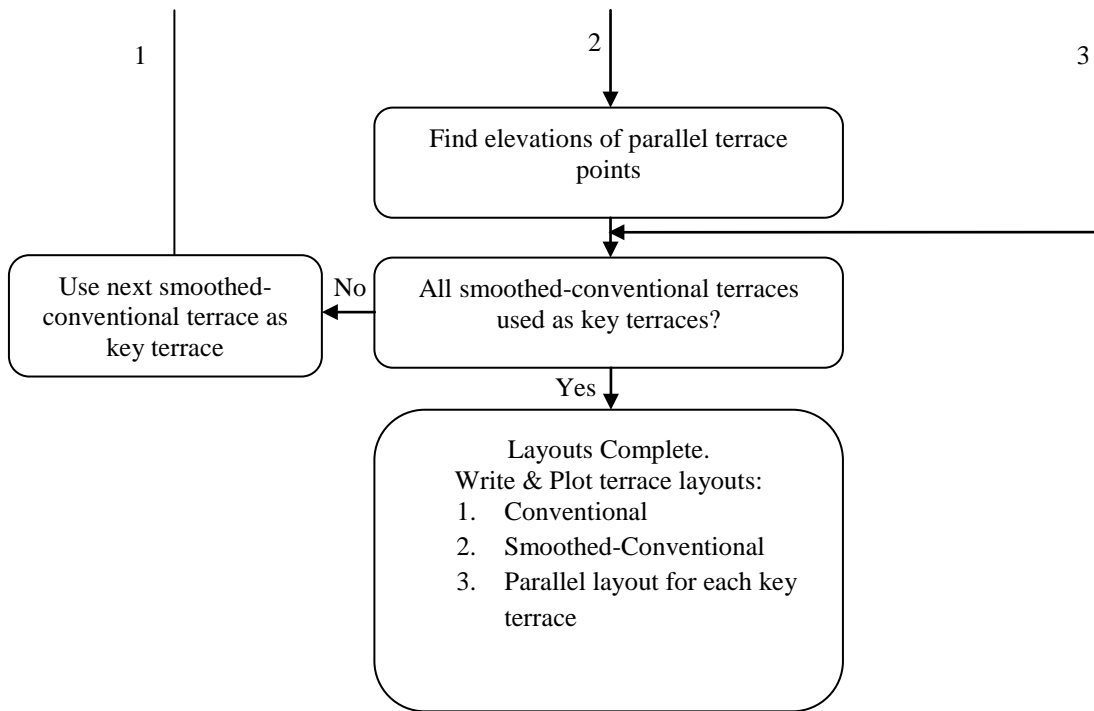 1
2
3
Find elevations of parallel terrace
points
Use next smoothed-
conventional terrace as
key terrace
No
All smoothed-conventional terraces
used as key terraces?
Yes
Layouts Complete.
Write & Plot terrace layouts:
1. Conventional
2. Smoothed-Conventional
3. Parallel layout for each key
terrace